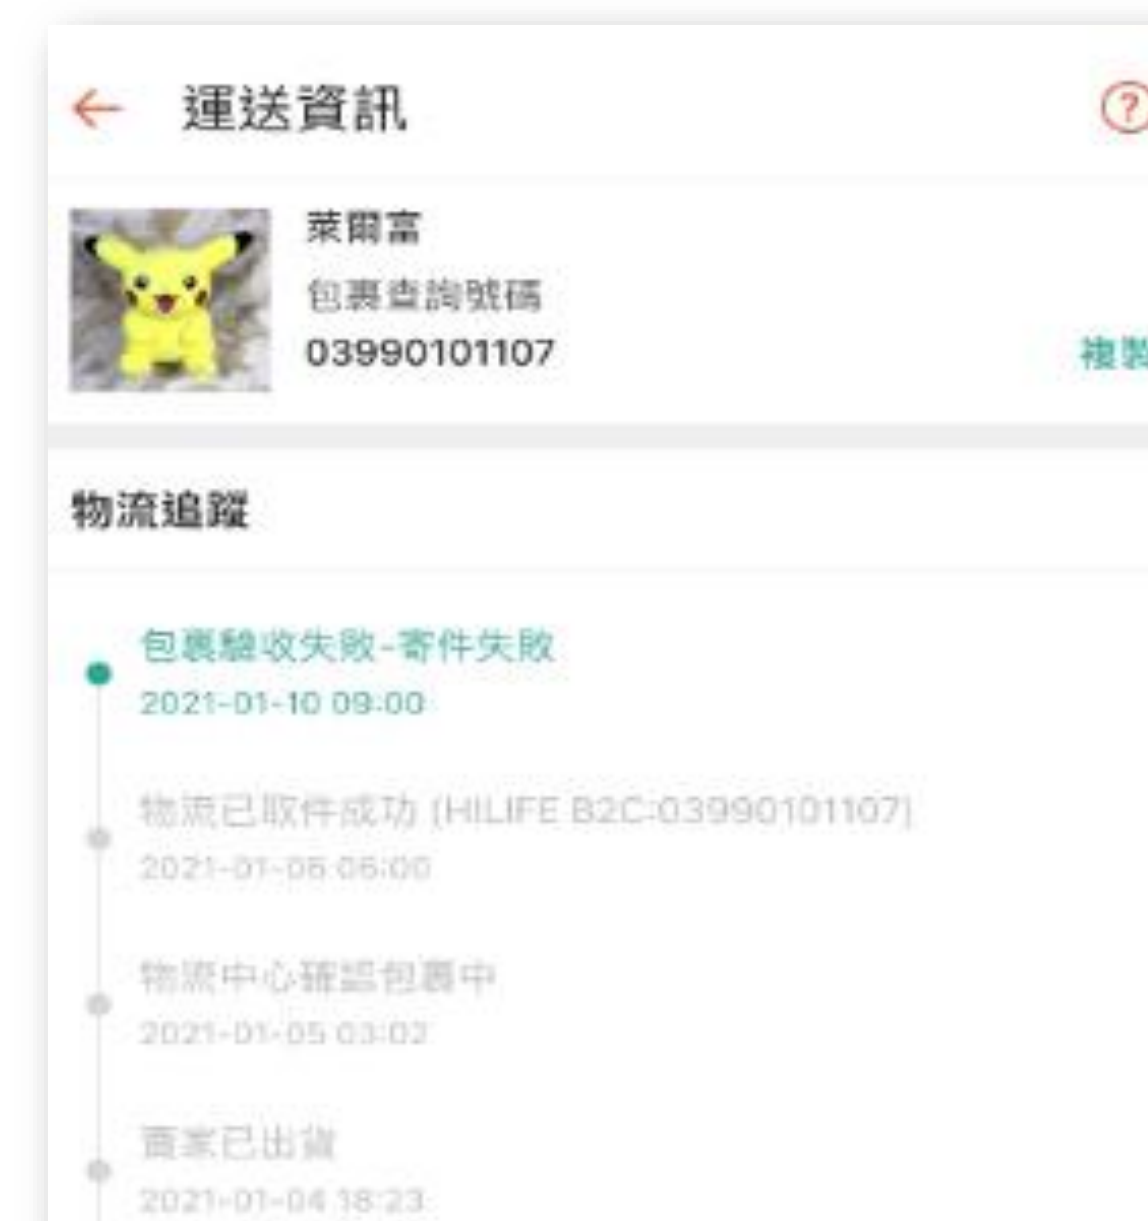 運送資訊
萊爾富
包裹查詢號碼
03990101107
複製
物流追蹤
包裹驗收失敗-寄件失敗
2021-01-10 09:00
物流已取件成功 (HILIFE B2C:03990101107)
2021-01-06 06:00
物流中心確認包裹中
2021-01-05 03:02
賣家已出貨
2021-01-04 18:23